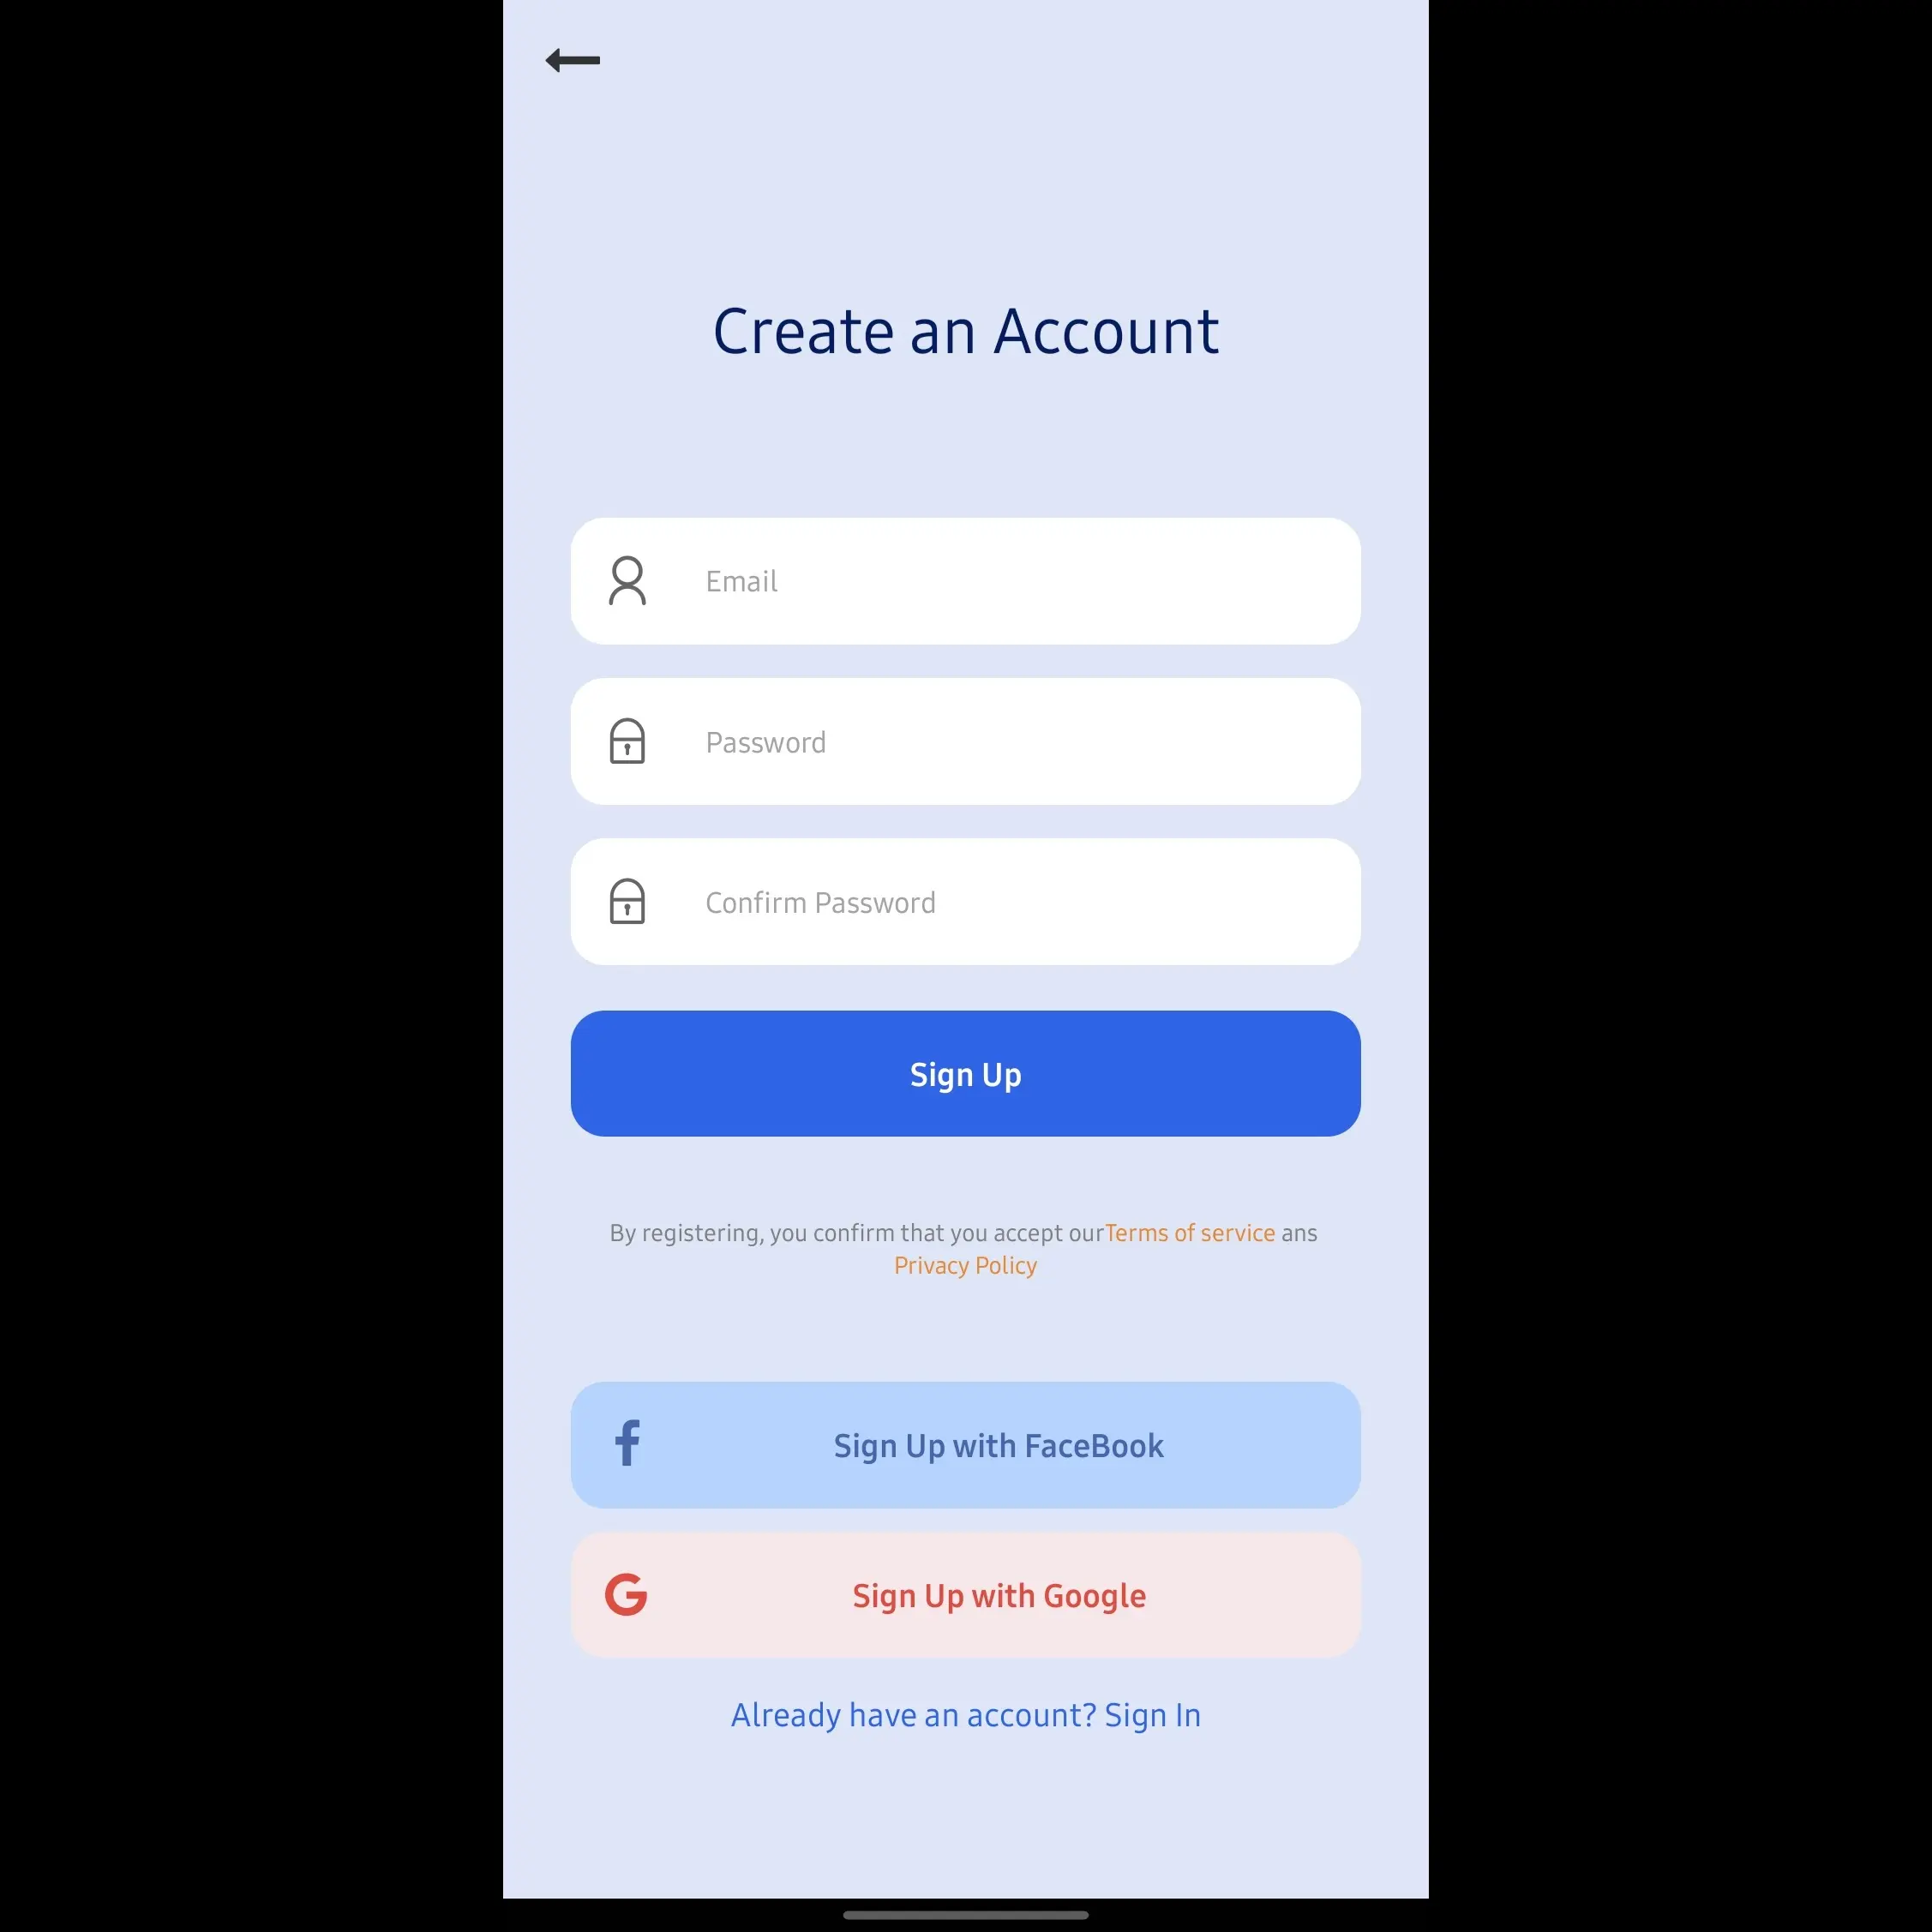 Create an Account
Email
Password
Confirm Password
Sign Up
By registering, you confirm that you accept ourTerms of service ans
Privacy Policy
Sign Up with FaceBook
Sign Up with Google
Already have an account? Sign In